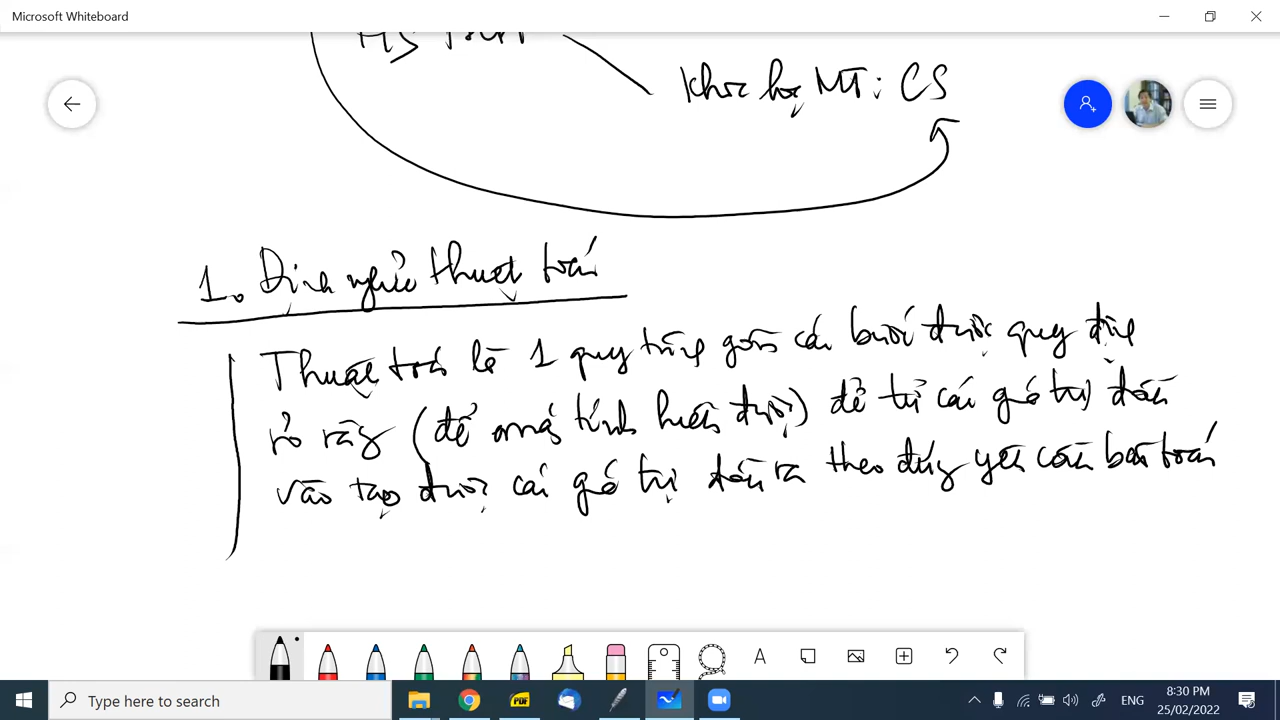 Microsoft Whiteboard
Khoa học MT: CS
1. Định nghĩa thuật toán
Thuật toán là 1 quy trình gồm các bước được quy định
rõ ràng (để máy tính hiểu được) để từ các giá trị đầu
vào tạo được các giá trị đầu ra theo đúng yêu cầu bài toán
A
Type here to search
PDF
ENG
8:30 PM
25/02/2022